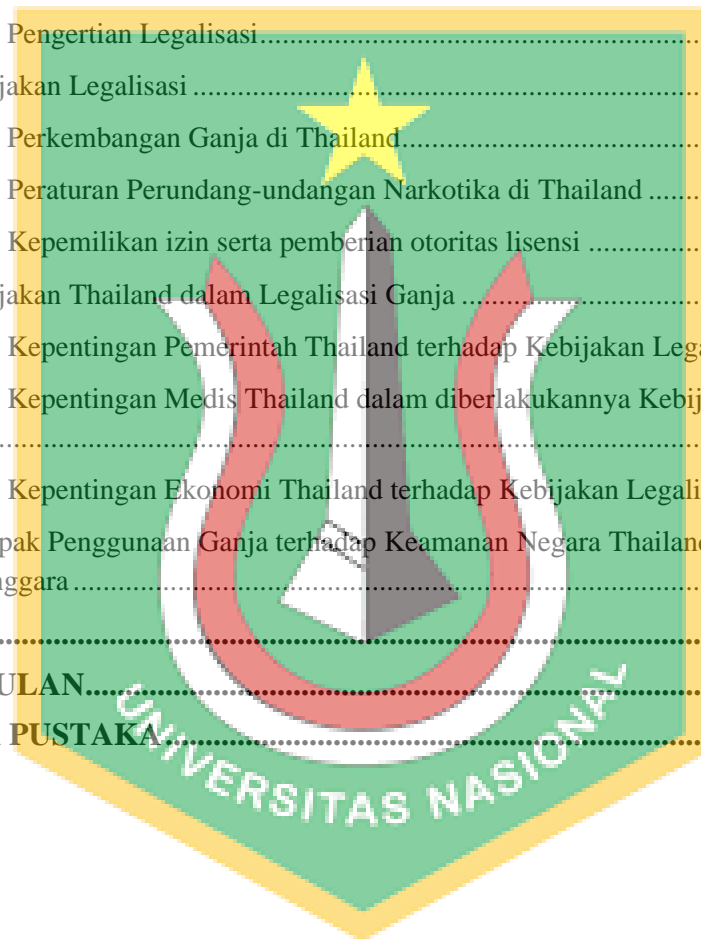 Pengertian Legalisasi
jakan Legalisasi
Perkembangan Ganja di Thailand
Peraturan Perundang-undangan Narkotika di Thailand
Kepemilikan izin serta pemberian otoritas lisensi
jakan Thailand dalam Legalisasi Ganja
Kepentingan Pemerintah Thailand terhadap Kebijakan Lega
Kepentingan Medis Thailand dalam diberlakukannya Kebij
Kepentingan Ekonomi Thailand terhadap Kebijakan Legali
pak Penggunaan Ganja terhadap Keamanan Negara Thailand
nggara
ULAN
PUSTAKA
UNIVERSITAS NASIONAL